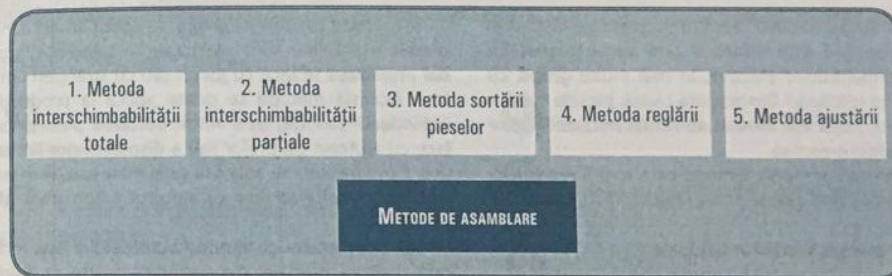 1. Metoda
interschimbabilității
totale
2. Metoda
interschimbabilității
parțiale
3. Metoda sortării
pieselor
4. Metoda reglării
5. Metoda ajustării
METODE DE ASAMBLARE